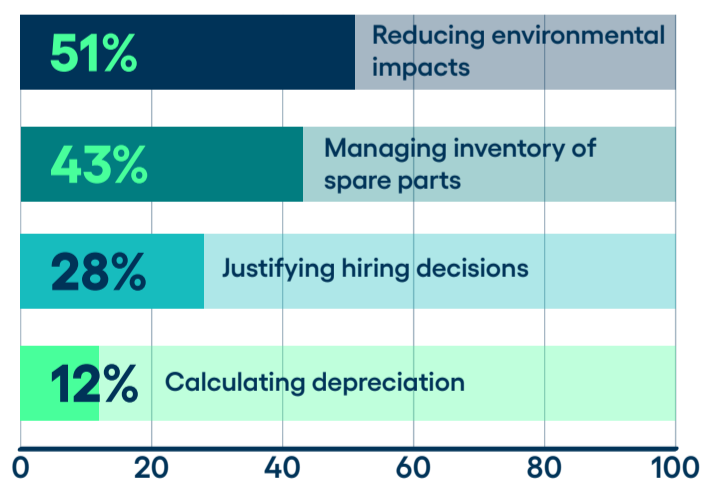 51%
Reducing environmental
impacts
43%
Managing inventory of
spare parts
28%
Justifying hiring decisions
12%
Calculating depreciation
0 20 40 60 80 100